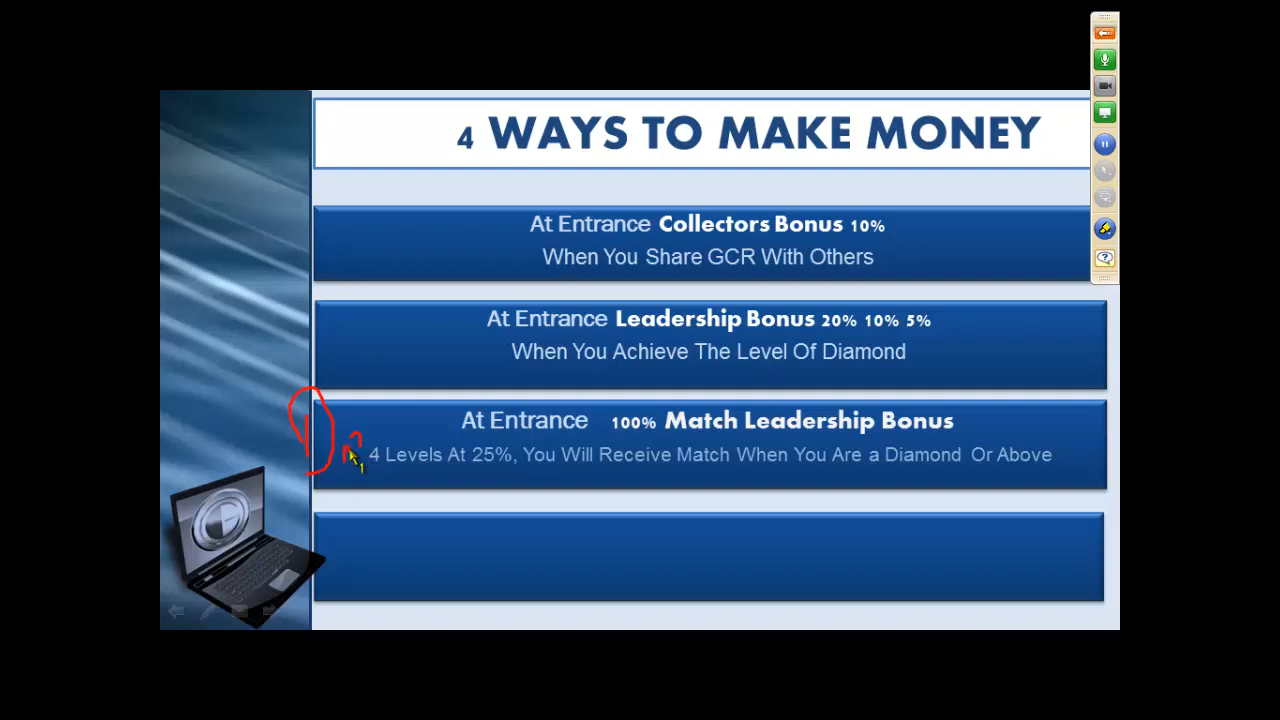 4 WAYS TO MAKE MONEY
At Entrance Collectors Bonus 10%
When You Share GCR With Others
At Entrance Leadership Bonus 20% 10% 5%
When You Achieve The Level Of Diamond
At Entrance 100% Match Leadership Bonus
4 Levels At 25%, You Will Receive Match When You Are a Diamond Or Above